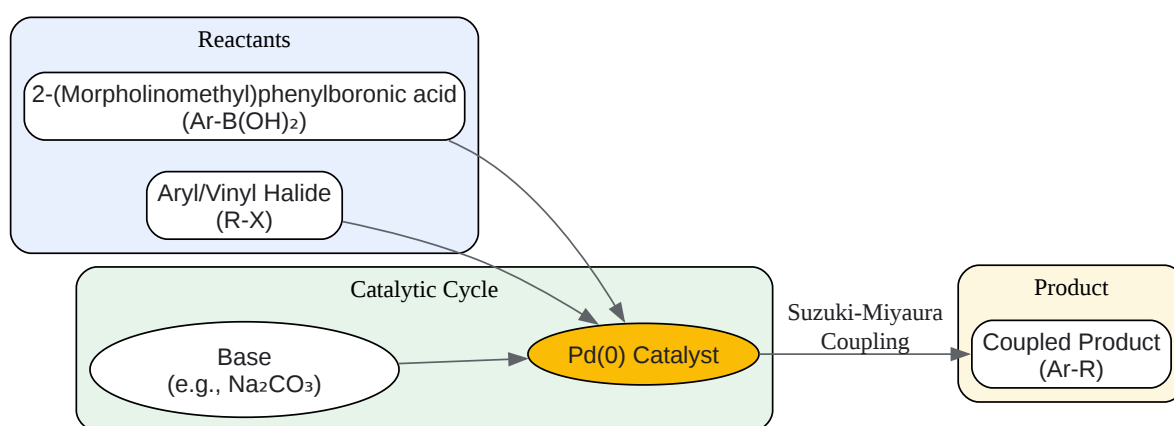 Reactants
2-(Morpholinomethyl)phenylboronic acid
(Ar-B(OH)₂)
Aryl/Vinyl Halide
(R-X)
Catalytic Cycle
Base
(e.g., Na₂CO₃)
Pd(0) Catalyst
Suzuki-Miyaura
Coupling
Product
Coupled Product
(Ar-R)